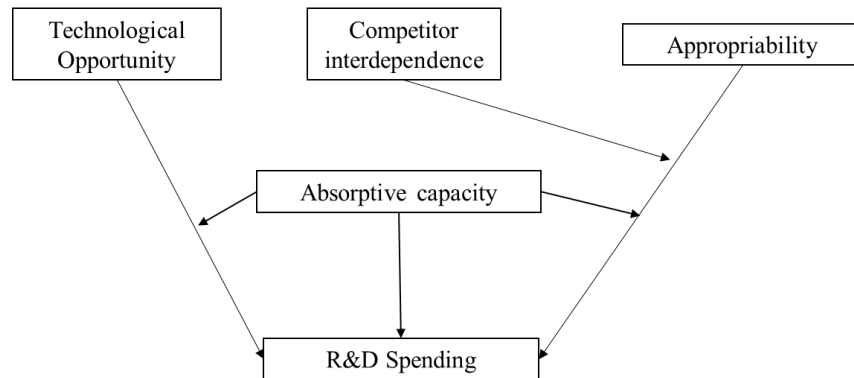 Technological
Opportunity
Competitor
interdependence
Appropriability
Absorptive capacity
R&D Spending